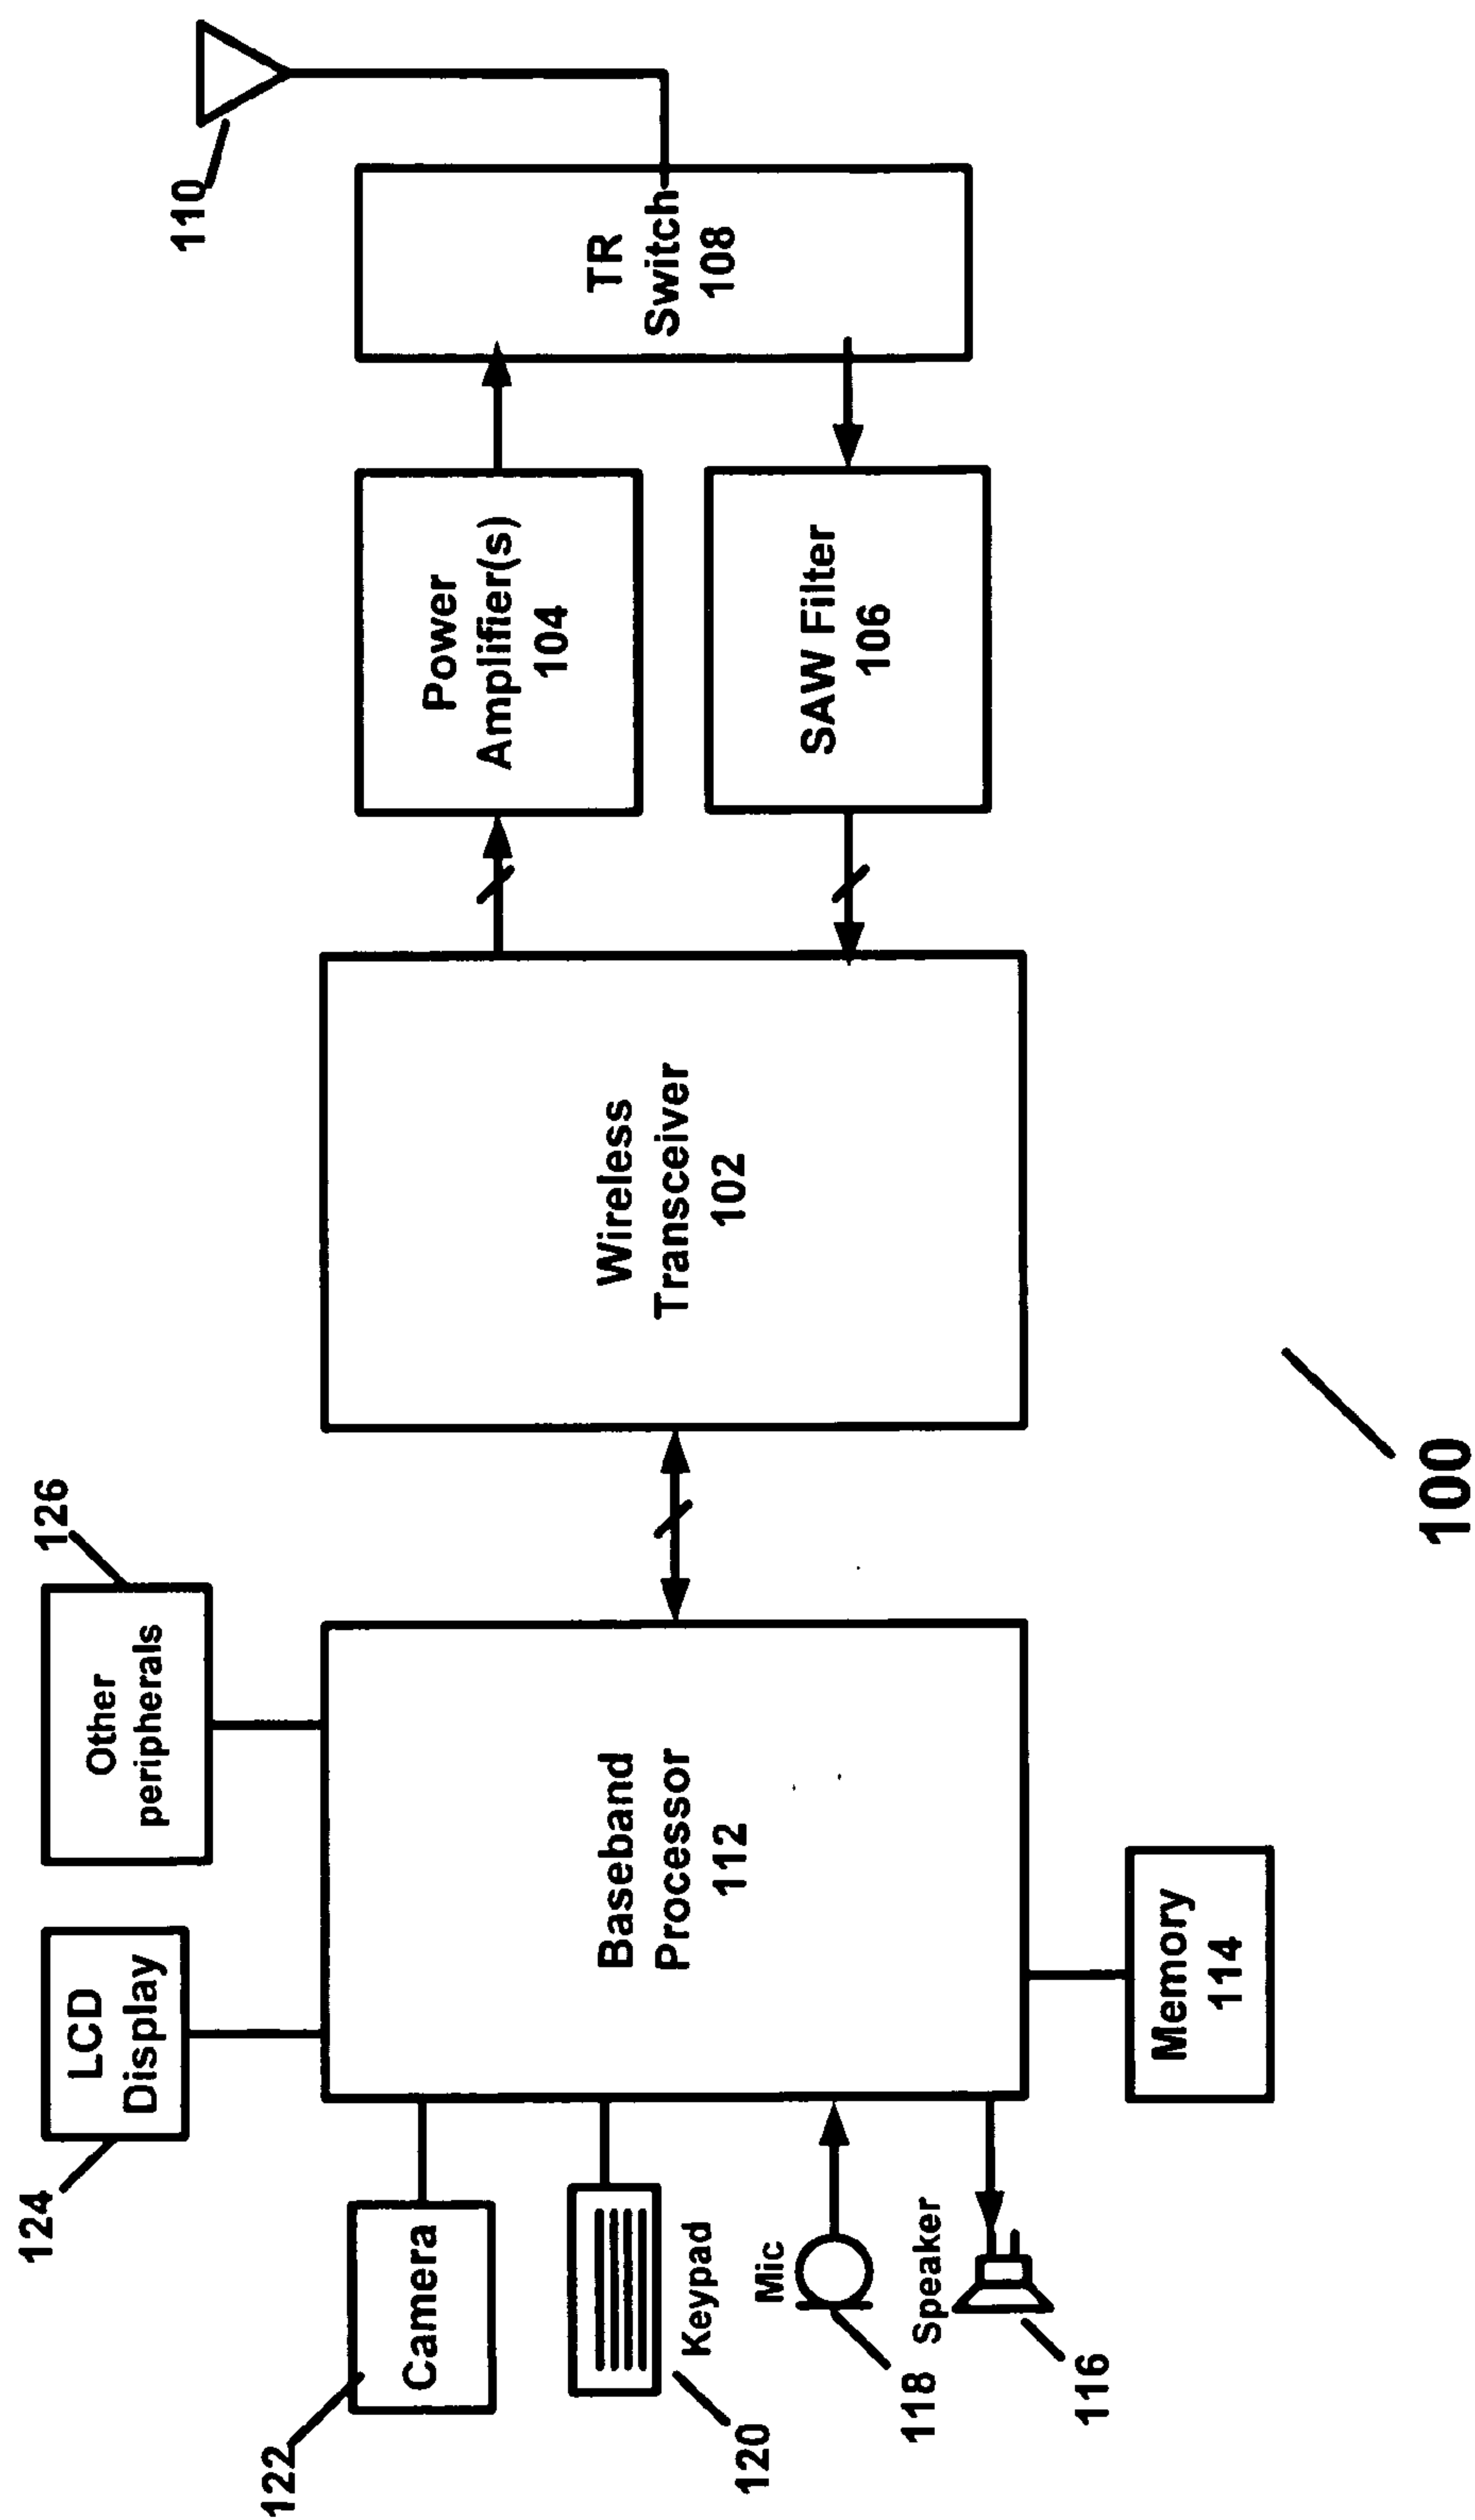 124
LCD
Display
126
Other
peripherals
110
122
Camera
Keypad
120
Mic
118
Speaker
116
Baseband
Processor
112
Memory
114
Wireless
Transceiver
102
Power
Amplifier(s)
104
SAW Filter
106
TR
Switch
108
100